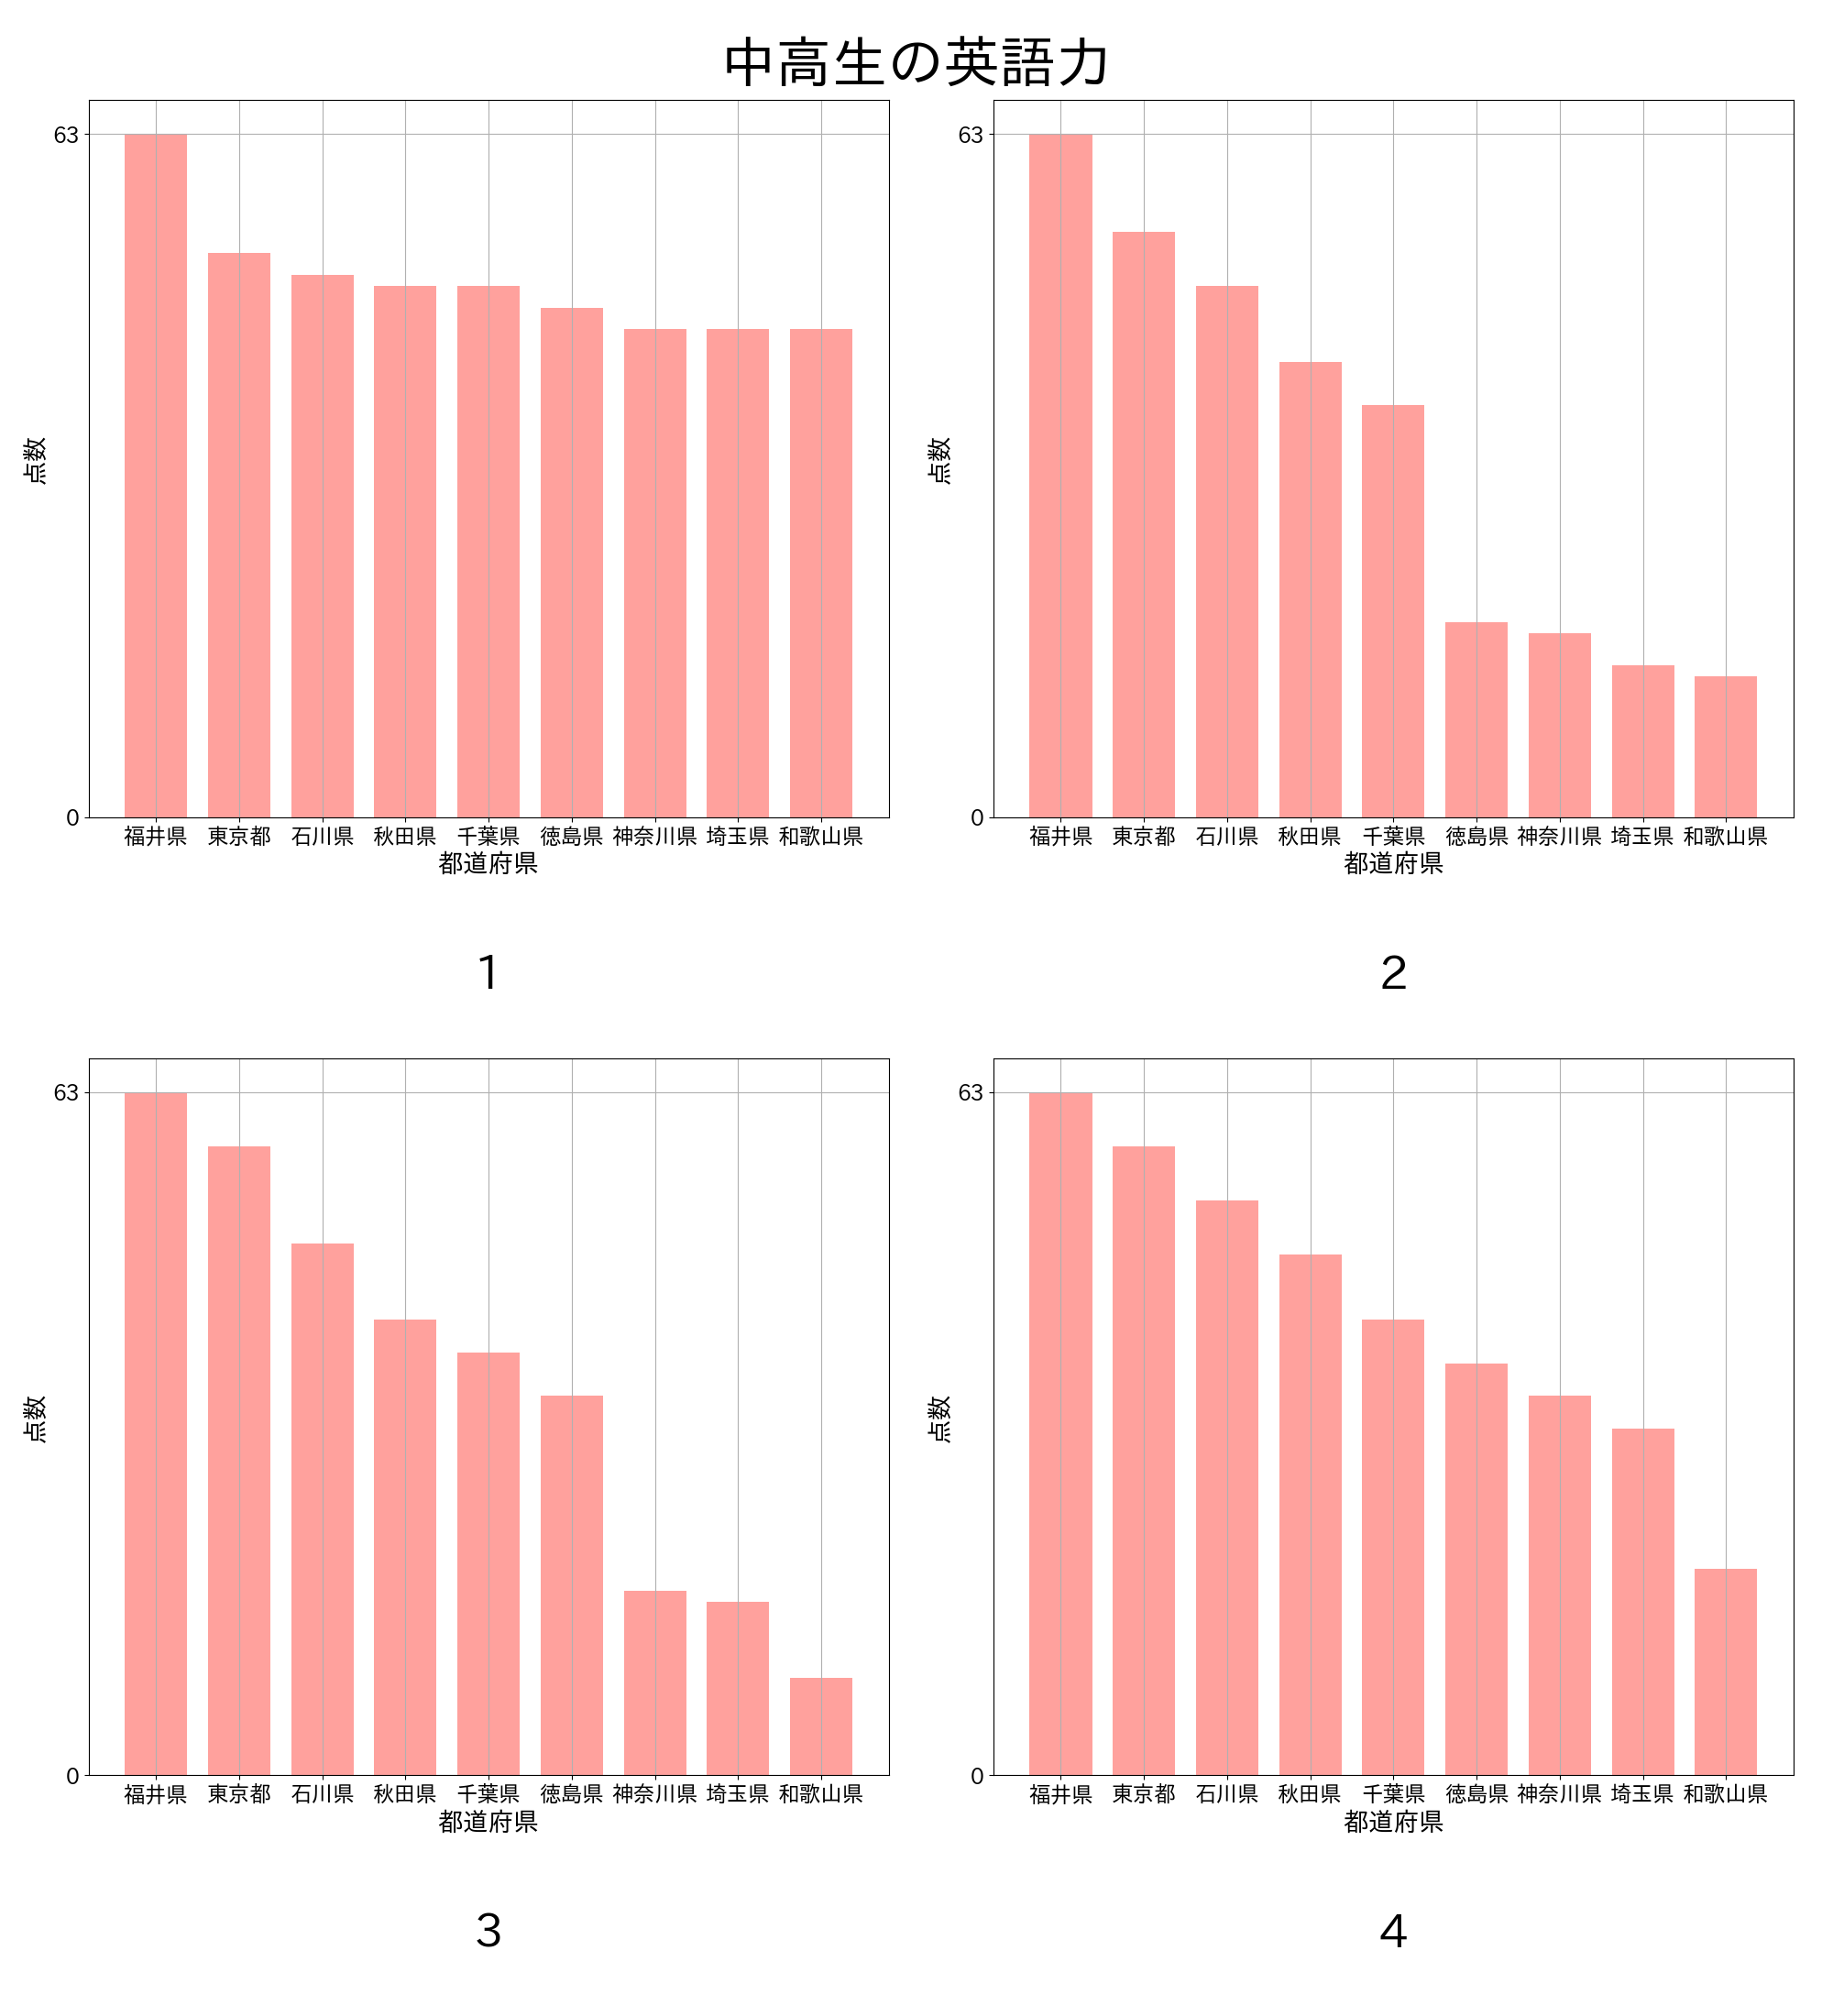 中高生の英語力
63
0
点数
福井県 東京都 石川県 秋田県 千葉県 徳島県 神奈川県 埼玉県 和歌山県
都道府県
1
63
0
点数
福井県 東京都 石川県 秋田県 千葉県 徳島県 神奈川県 埼玉県 和歌山県
都道府県
2
63
0
点数
福井県 東京都 石川県 秋田県 千葉県 徳島県 神奈川県 埼玉県 和歌山県
都道府県
3
63
0
点数
福井県 東京都 石川県 秋田県 千葉県 徳島県 神奈川県 埼玉県 和歌山県
都道府県
4